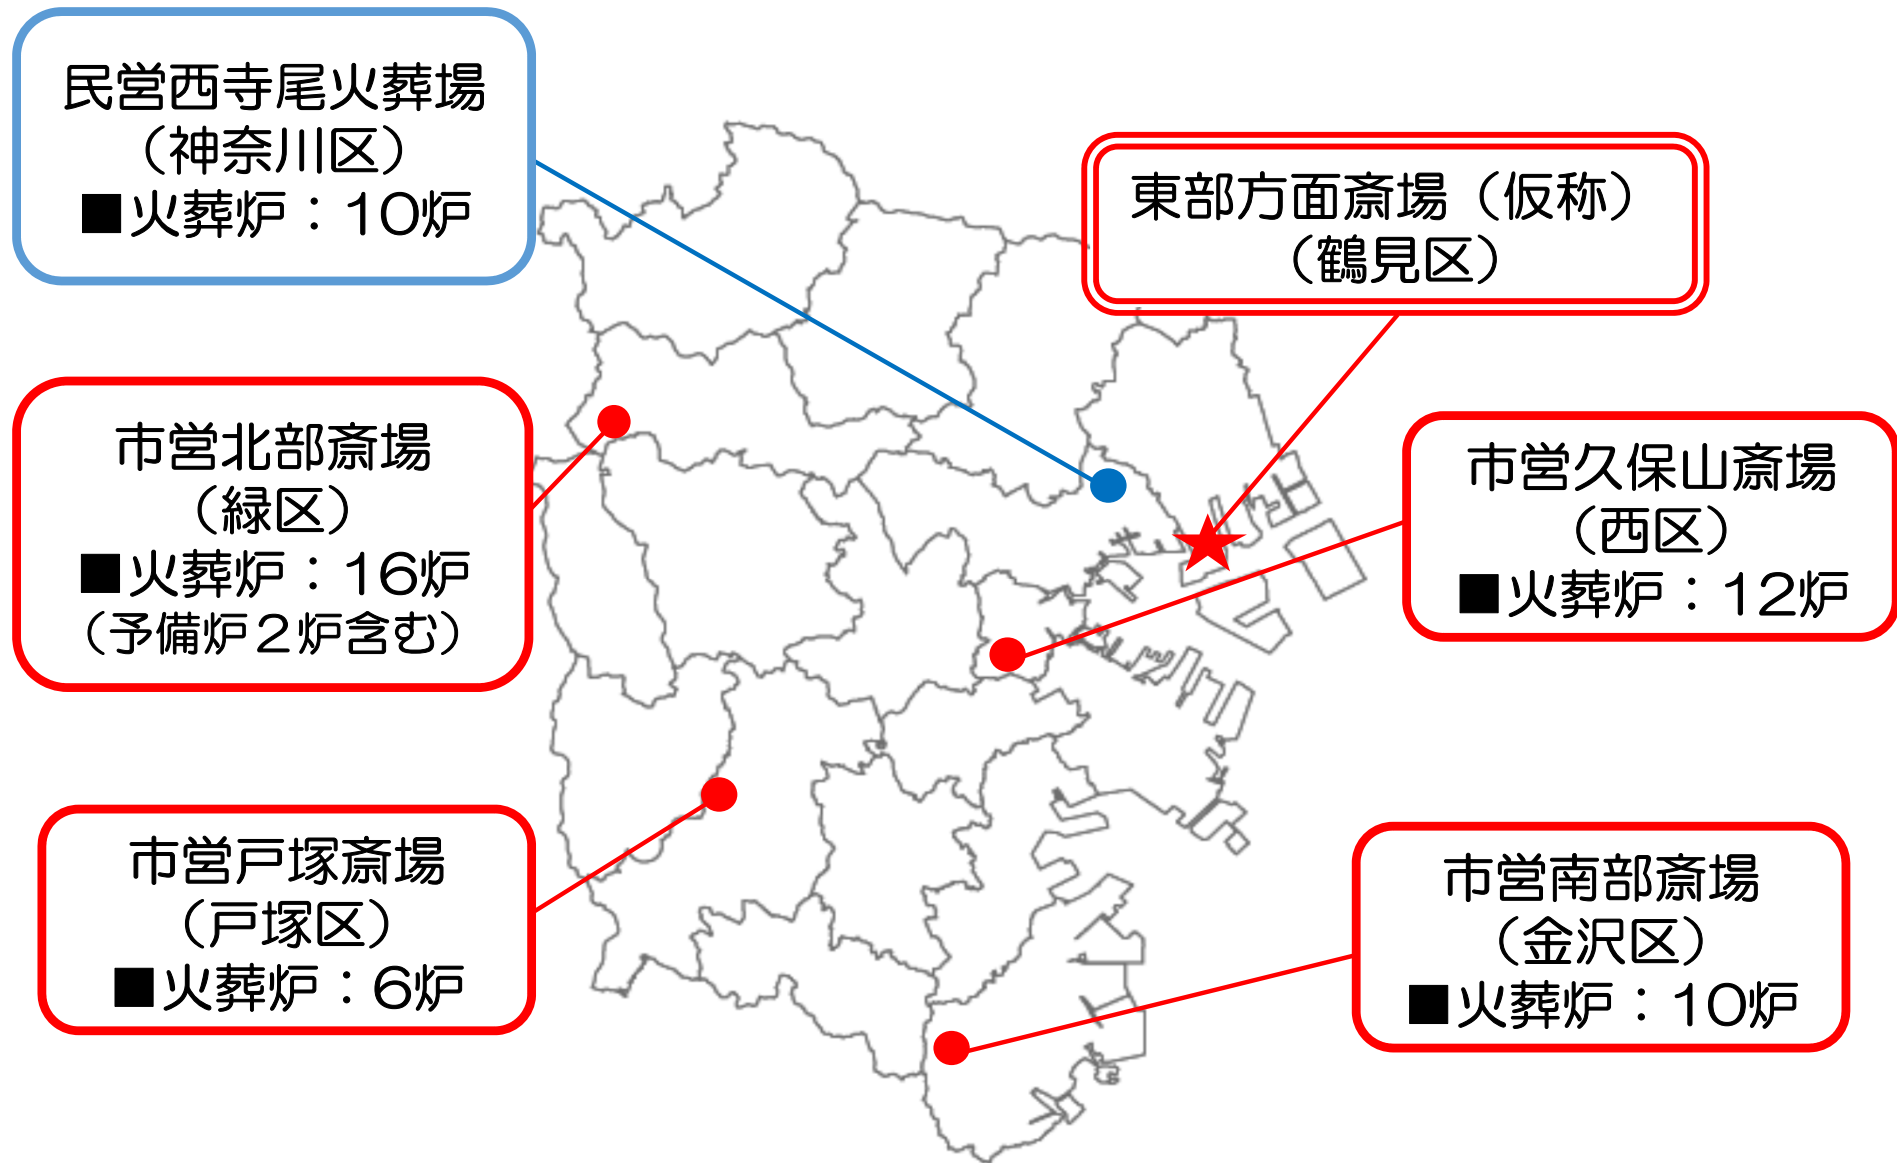 民営西寺尾火葬場
（神奈川区）
■火葬炉：10炉
東部方面斎場（仮称）
（鶴見区）
市営北部斎場
（緑区）
■火葬炉：16炉
（予備炉２炉含む）
市営久保山斎場
（西区）
■火葬炉：12炉
市営戸塚斎場
（戸塚区）
■火葬炉：6炉
市営南部斎場
（金沢区）
■火葬炉：10炉